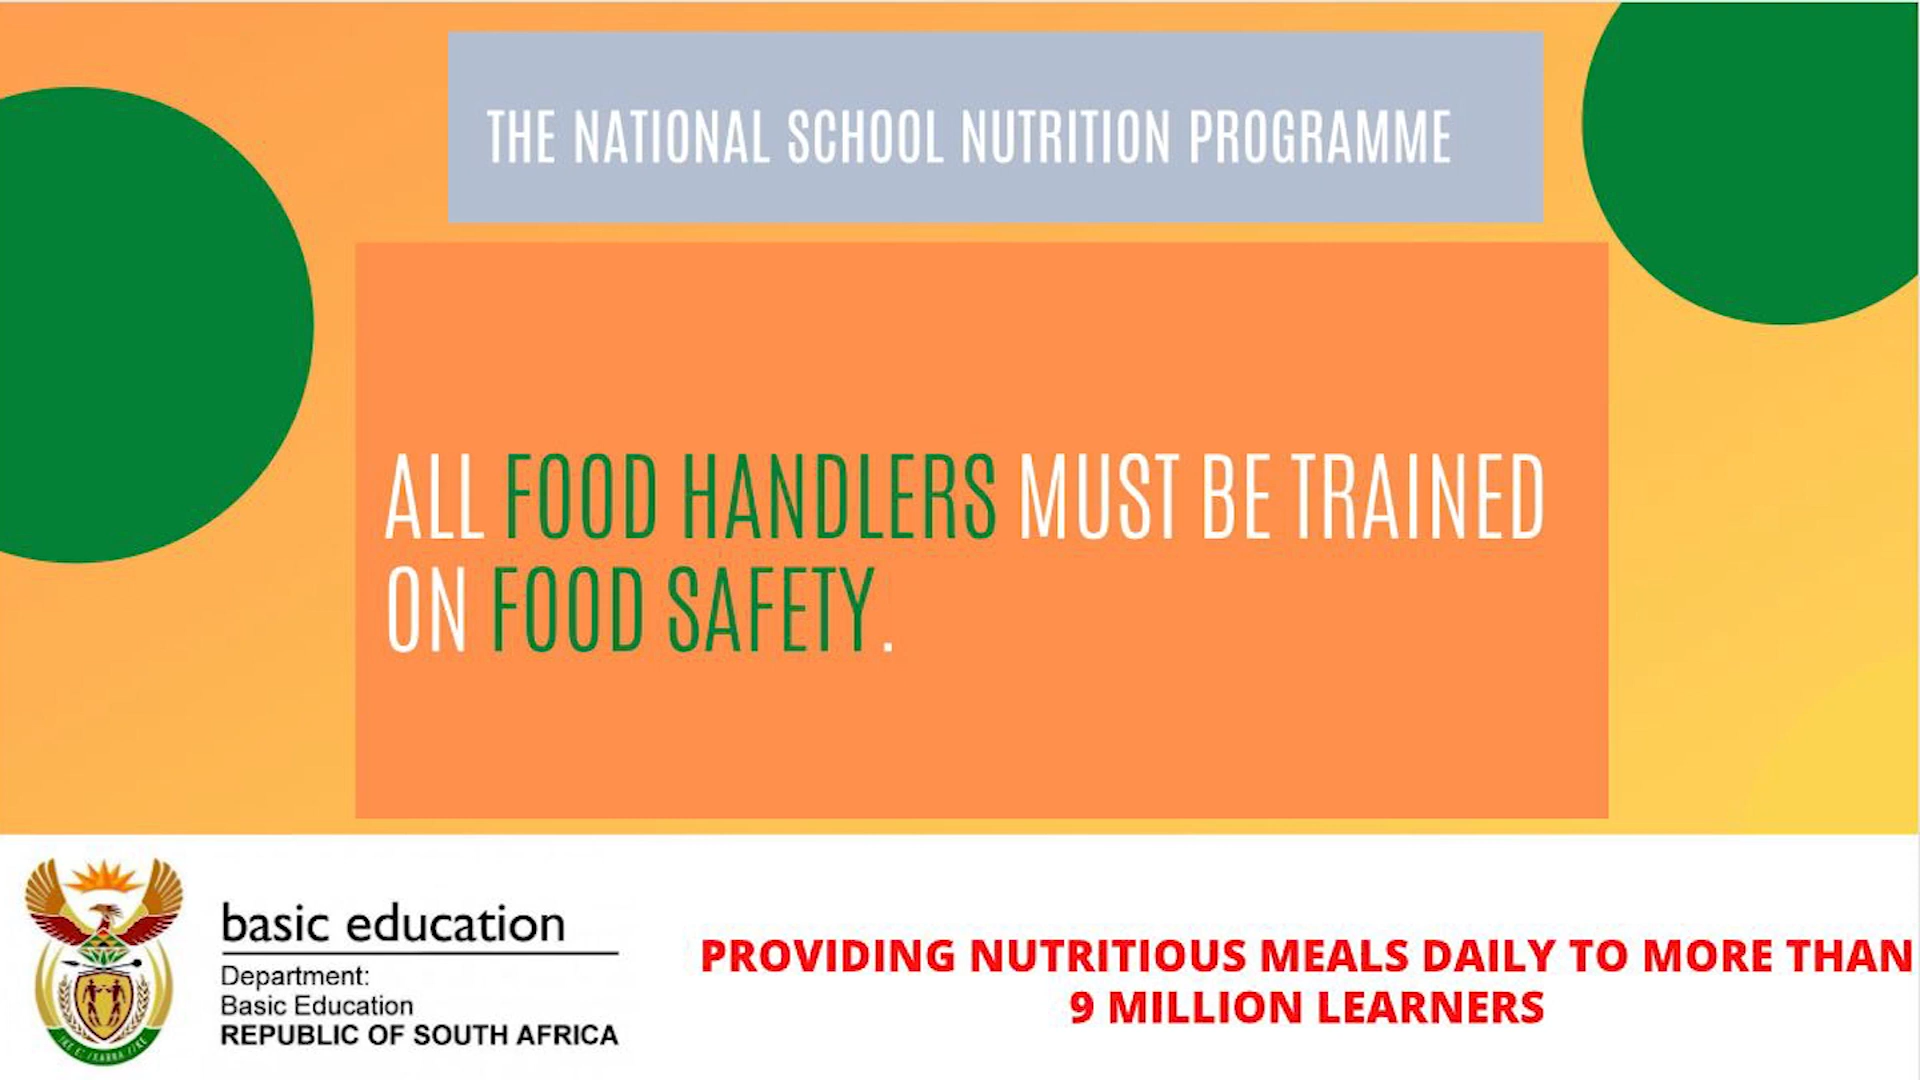 THE NATIONAL SCHOOL NUTRITION PROGRAMME
ALL FOOD HANDLERS MUST BE TRAINED
ON FOOD SAFETY.
basic education
Department:
Basic Education
REPUBLIC OF SOUTH AFRICA
PROVIDING NUTRITIOUS MEALS DAILY TO MORE THAN
9 MILLION LEARNERS